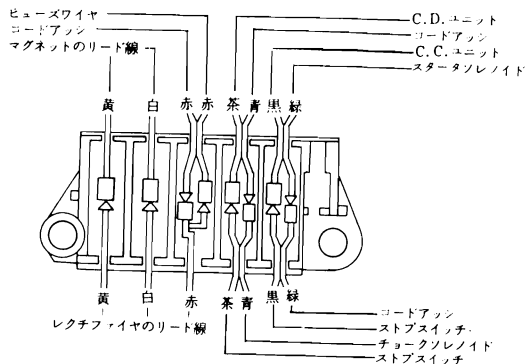 ヒューズワイヤ
コードアッシ
マグネットのリード線
C.D.ユニット
コードアッシ
C.C.ユニット
スタータソレノイド
黄 白 赤 赤 茶 青 黒 緑
黄 白 赤 茶 青 黒 緑
レクチファイヤのリード線
コードアッシ
ストップスイッチ
チョークソレノイド
ストップスイッチ